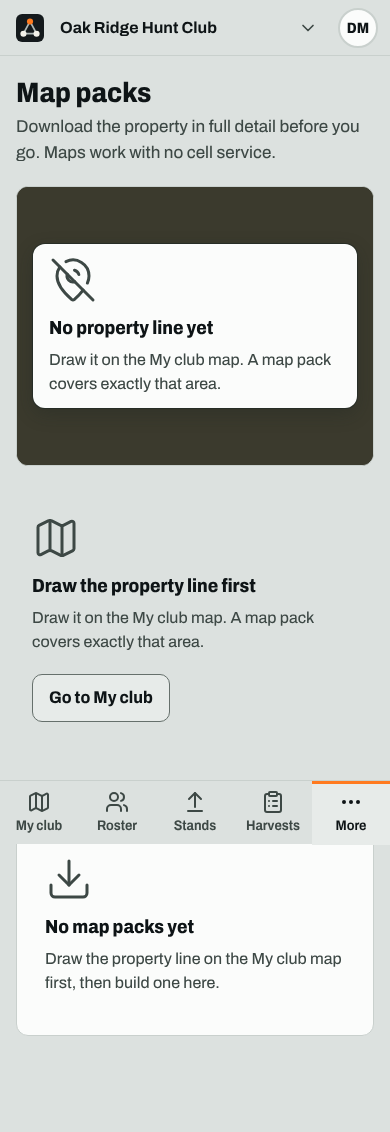 Oak Ridge Hunt Club
DM
Map packs
Download the property in full detail before you
go. Maps work with no cell service.
No property line yet
Draw it on the My club map. A map pack
covers exactly that area.
Draw the property line first
Draw it on the My club map. A map pack
covers exactly that area.
Go to My club
My club
Roster
Stands
Harvests
More
No map packs yet
Draw the property line on the My club map
first, then build one here.